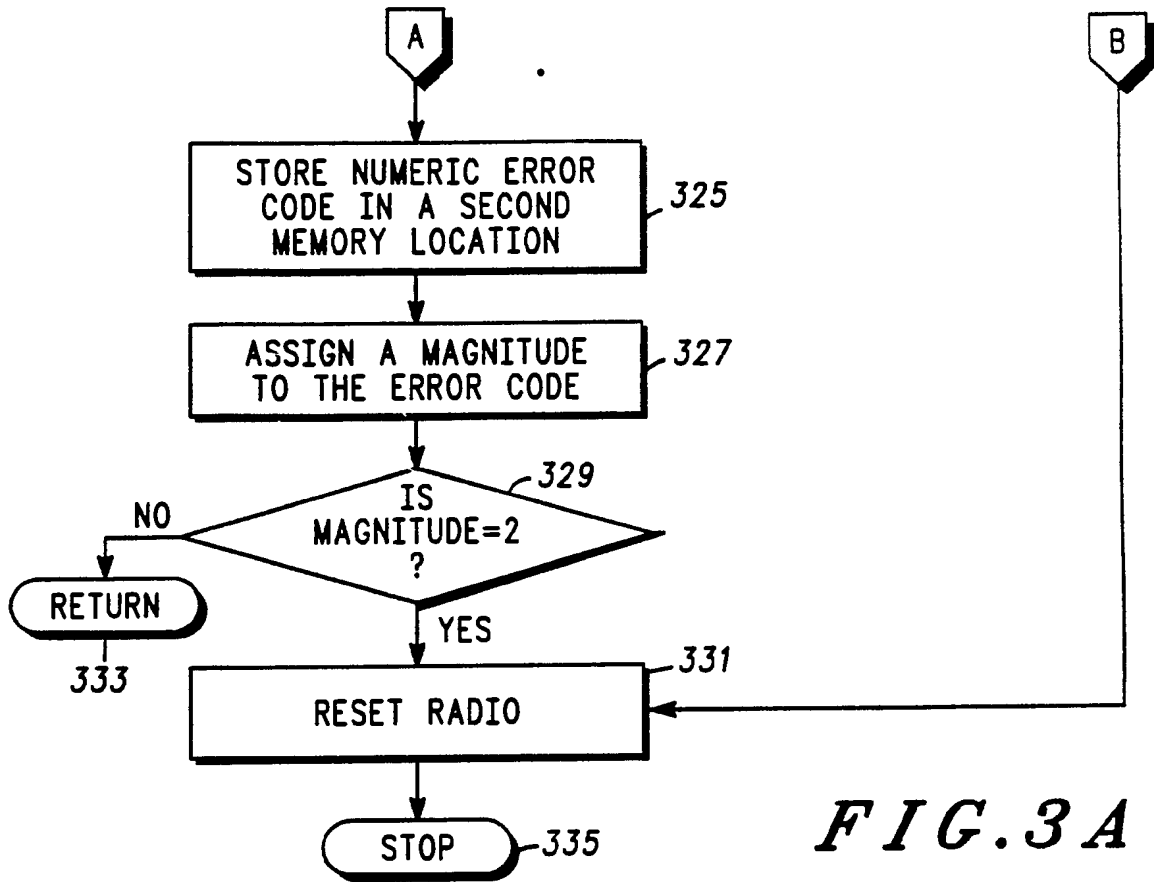 A
B
STORE NUMERIC ERROR
CODE IN A SECOND
MEMORY LOCATION
325
ASSIGN A MAGNITUDE
TO THE ERROR CODE
327
329
IS
MAGNITUDE=2
?
NO
RETURN
333
YES
331
RESET RADIO
STOP
335
FIG.3A